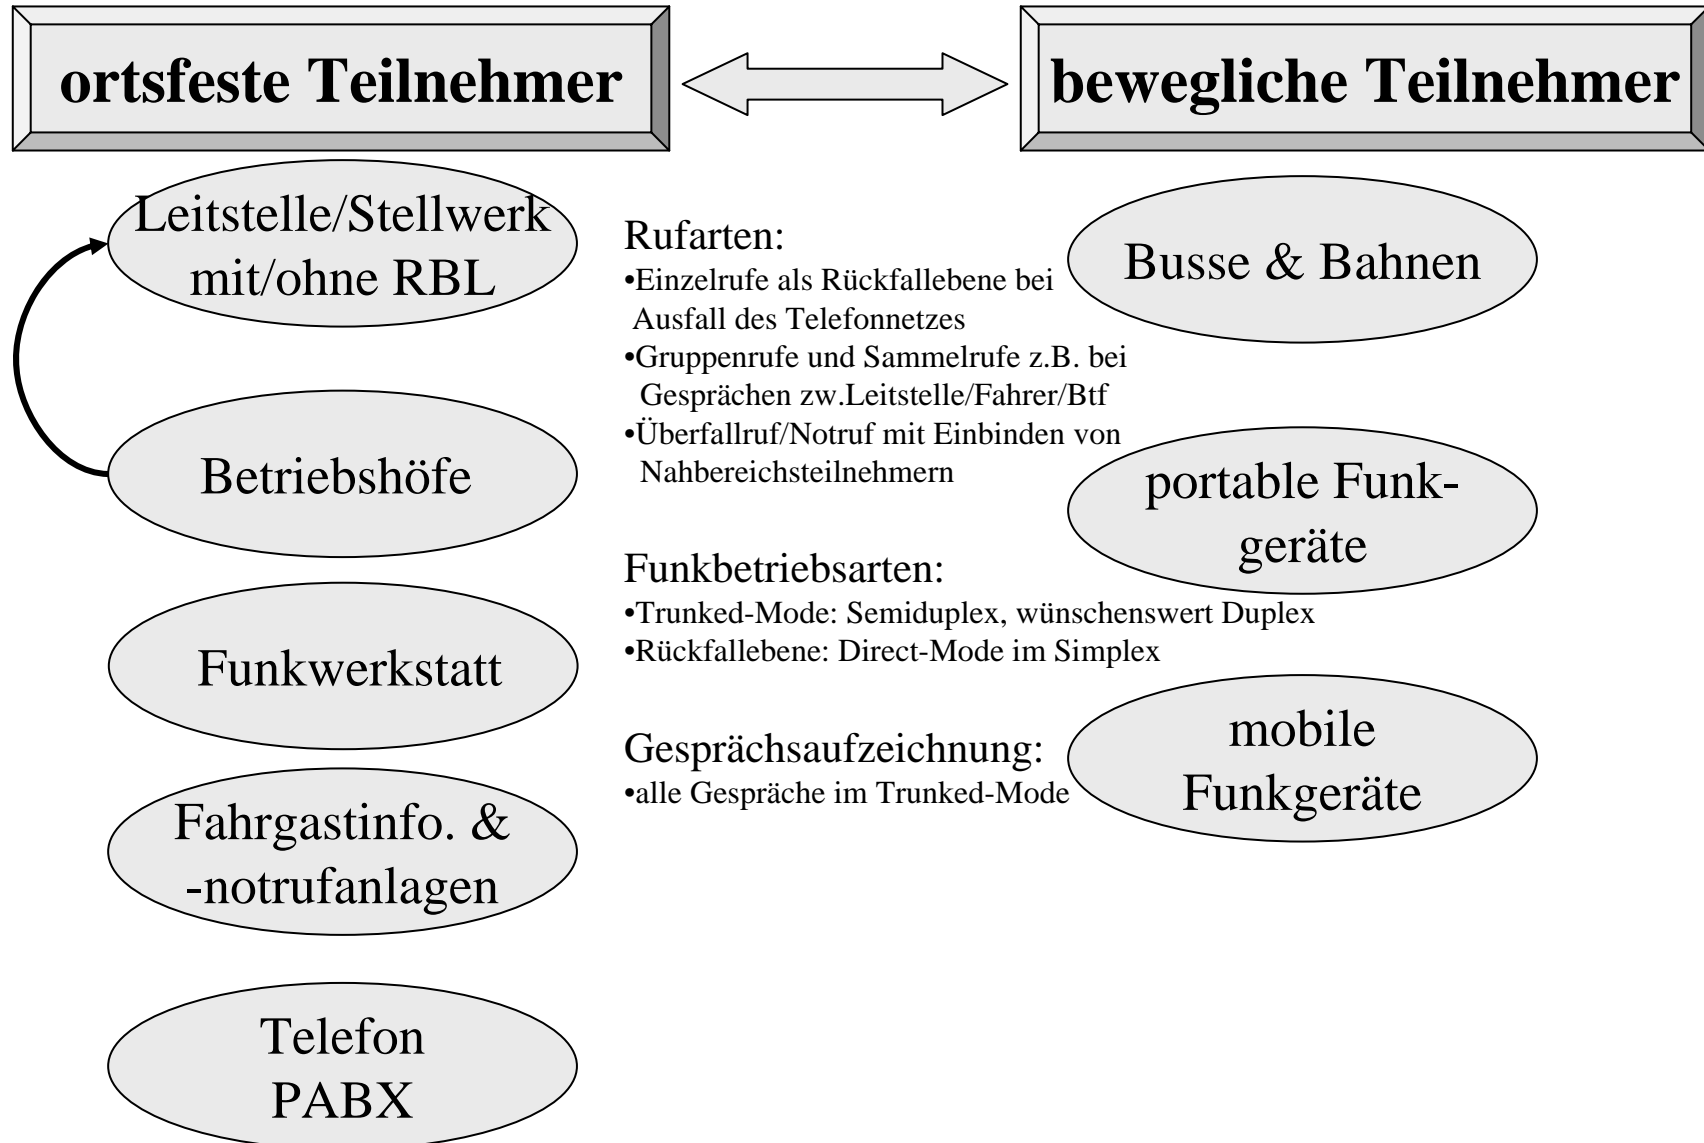 ortsfeste Teilnehmer
bewegliche Teilnehmer
Leitstelle/Stellwerk
mit/ohne RBL
Betriebshöfe
Funkwerkstatt
Fahrgastinfo. &
-notrufanlagen
Telefon
PABX
Rufarten:
•Einzelrufe als Rückfallebene bei
Ausfall des Telefonnetzes
•Gruppenrufe und Sammelrufe z.B. bei
Gesprächen zw.Leitstelle/Fahrer/Btf
•Überfallruf/Notruf mit Einbinden von
Nahbereichsteilnehmern
Funkbetriebsarten:
•Trunked-Mode: Semiduplex, wünschenswert Duplex
•Rückfallebene: Direct-Mode im Simplex
Gesprächsaufzeichnung:
•alle Gespräche im Trunked-Mode
Busse & Bahnen
portable Funk-
geräte
mobile
Funkgeräte